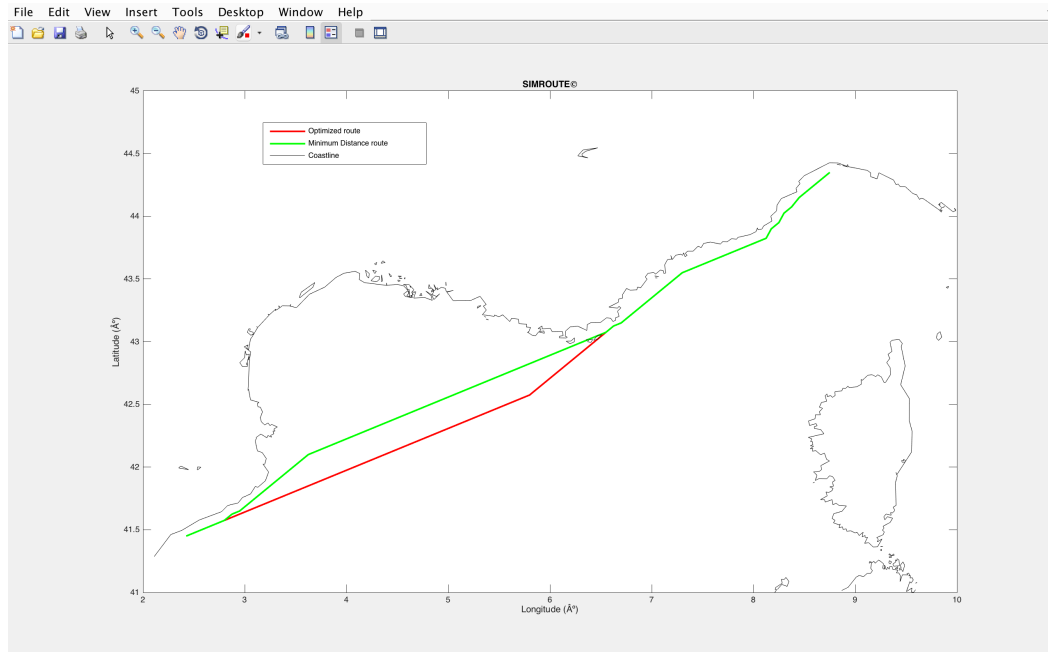 File Edit View Insert Tools Desktop Window Help
SIMROUTE©
Optimized route
Minimum Distance route
Coastline
45
44.5
44
43.5
43
42.5
42
41.5
41
Latitude (Âº)
2 3 4 5 6 7 8 9 10
Longitude (Âº)